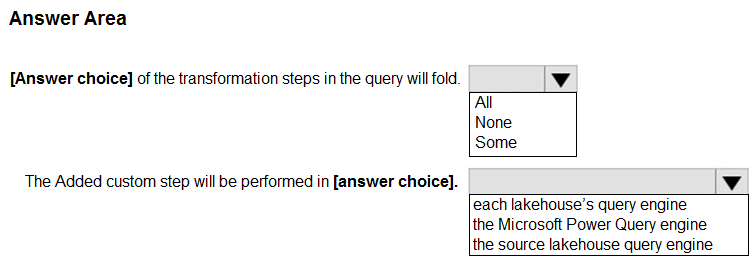 Answer Area
[Answer choice] of the transformation steps in the query will fold.
All
None
Some
The Added custom step will be performed in [answer choice].
each lakehouse's query engine
the Microsoft Power Query engine
the source lakehouse query engine